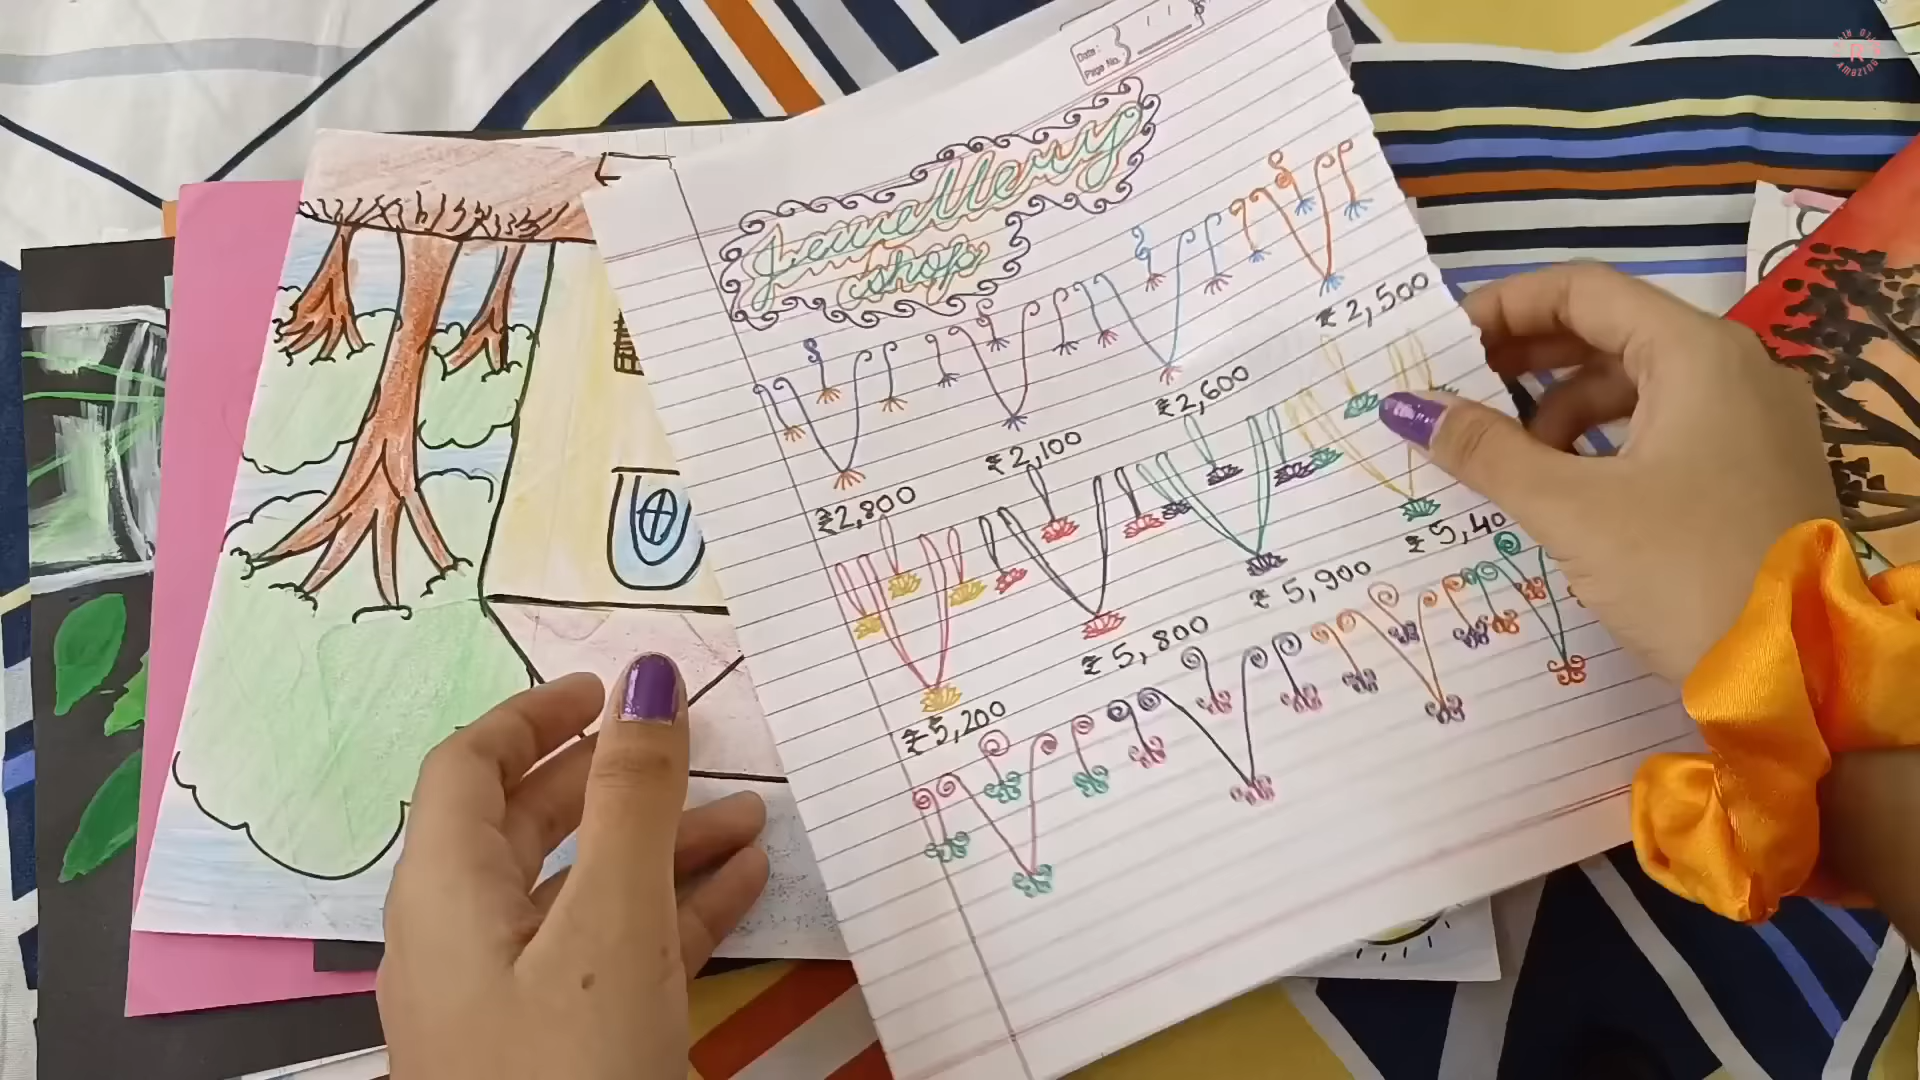 Date:
Page No.
Jewellery
shop
₹2,800
₹2,100
₹2,600
₹2,500
₹5,200
₹5,800
₹5,900
₹5,40
AMAZING